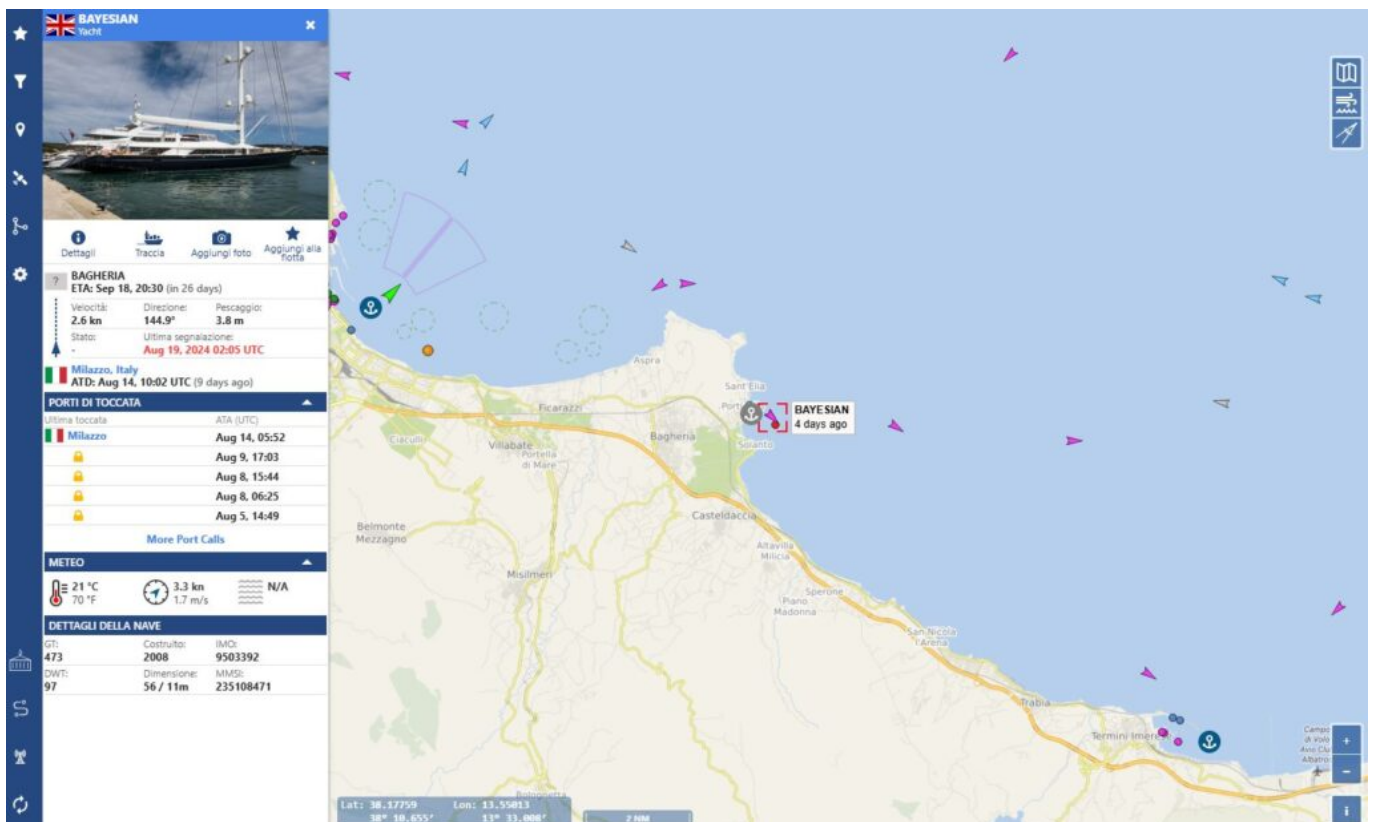 BAYESIAN
Yacht
Dettagli
Traccia
Aggiungi foto
Aggiungi alla flotta
?
BAGHERIA
ETA: Sep 18, 20:30 (in 26 days)
Velocità: Direzione: Pescaggio:
2.6 kn 144.9° 3.8 m
Stato: Ultima segnalazione:
- Aug 19, 2024 02:05 UTC
Milazzo, Italy
ATD: Aug 14, 10:02 UTC (9 days ago)
PORTI DI TOCCATA
Ultima toccata ATA (UTC)
Milazzo Aug 14, 05:52
Aug 9, 17:03
Aug 8, 15:44
Aug 8, 06:25
Aug 5, 14:49
More Port Calls
METEO
21 °C 3.3 kn N/A
70 °F 1.7 m/s
DETTAGLI DELLA NAVE
GT: Costruito: IMO:
473 2008 9503392
DWT: Dimensione: MMSI:
97 56 / 11m 235108471
Aspra
Sant'Elia
Ficarazzi
BAYESIAN
4 days ago
Ciaculli
Villabate
Bagheria
Portella
di Mare
Casteldaccia
Belmonte
Mezzagno
Altavilla
Milicia
Misilmeri
Sperone
Piano
Madonna
San Nicola
l'Arena
Trabia
Termini Imerese
Campo
di Volo
Bolognetta
Lat: 38.17759 Lon: 13.55013
38° 10.655' 13° 33.008'
2 NM
+
−
i